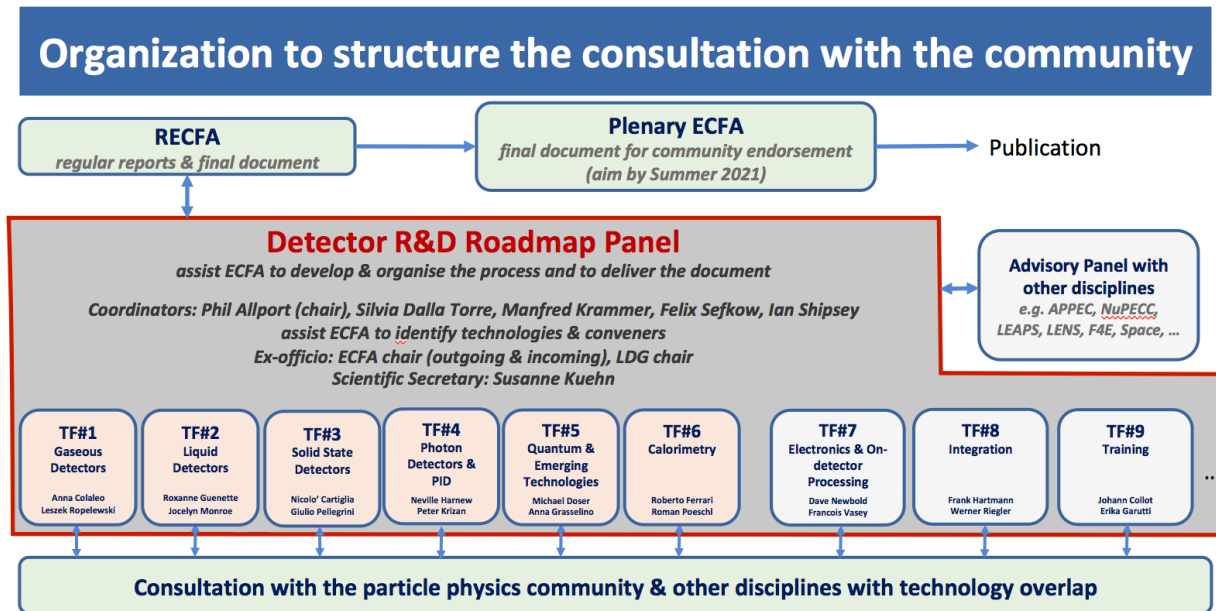 Organization to structure the consultation with the community
RECFA
regular reports & final document
Plenary ECFA
final document for community endorsement
(aim by Summer 2021)
Publication
Detector R&D Roadmap Panel
assist ECFA to develop & organise the process and to deliver the document
Coordinators: Phil Allport (chair), Silvia Dalla Torre, Manfred Krammer, Felix Sefkow, Ian Shipsey
assist ECFA to identify technologies & conveners
Ex-officio: ECFA chair (outgoing & incoming), LDG chair
Scientific Secretary: Susanne Kuehn
Advisory Panel with
other disciplines
e.g. APPEC, NuPECC,
LEAPS, LENS, F4E, Space, ...
TF#1
Gaseous
Detectors
Anna Colaleo
Leszek Ropelewski
TF#2
Liquid
Detectors
Roxanne Guenette
Jocelyn Monroe
TF#3
Solid State
Detectors
Nicolo' Cartiglia
Giulio Pellegrini
TF#4
Photon
Detectors &
PID
Neville Harnew
Peter Krizan
TF#5
Quantum &
Emerging
Technologies
Michael Doser
Anna Grasselino
TF#6
Calorimetry
Roberto Ferrari
Roman Poeschl
TF#7
Electronics & On-
detector
Processing
Dave Newbold
Francois Vasey
TF#8
Integration
Frank Hartmann
Werner Riegler
TF#9
Training
Johann Collot
Erika Garutti
...
Consultation with the particle physics community & other disciplines with technology overlap